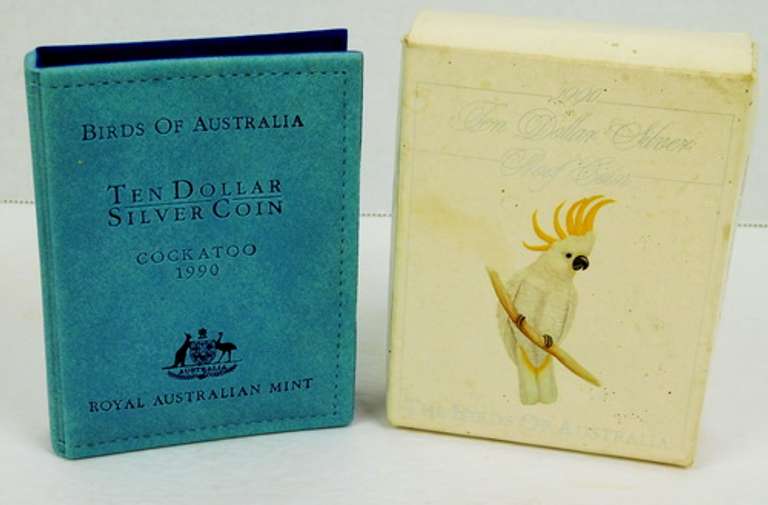 BIRDS OF AUSTRALIA
TEN DOLLAR
SILVER COIN
COCKATOO
1990
AUSTRALIA
ROYAL AUSTRALIAN MINT
1990
Ten Dollar Silver
Proof Coin
THE BIRDS OF AUSTRALIA